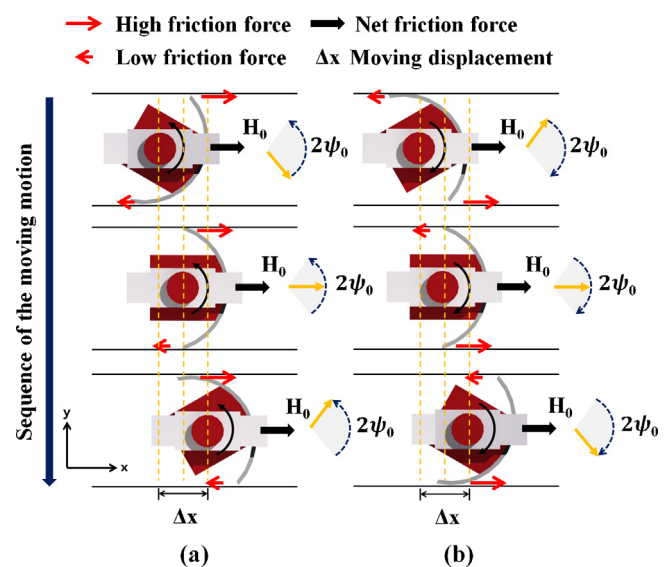 High friction force
Net friction force
Low friction force
Δx Moving displacement
Sequence of the moving motion
H₀
2ψ₀
H₀
2ψ₀
H₀
2ψ₀
H₀
2ψ₀
H₀
2ψ₀
H₀
2ψ₀
y
x
Δx
Δx
(a)
(b)